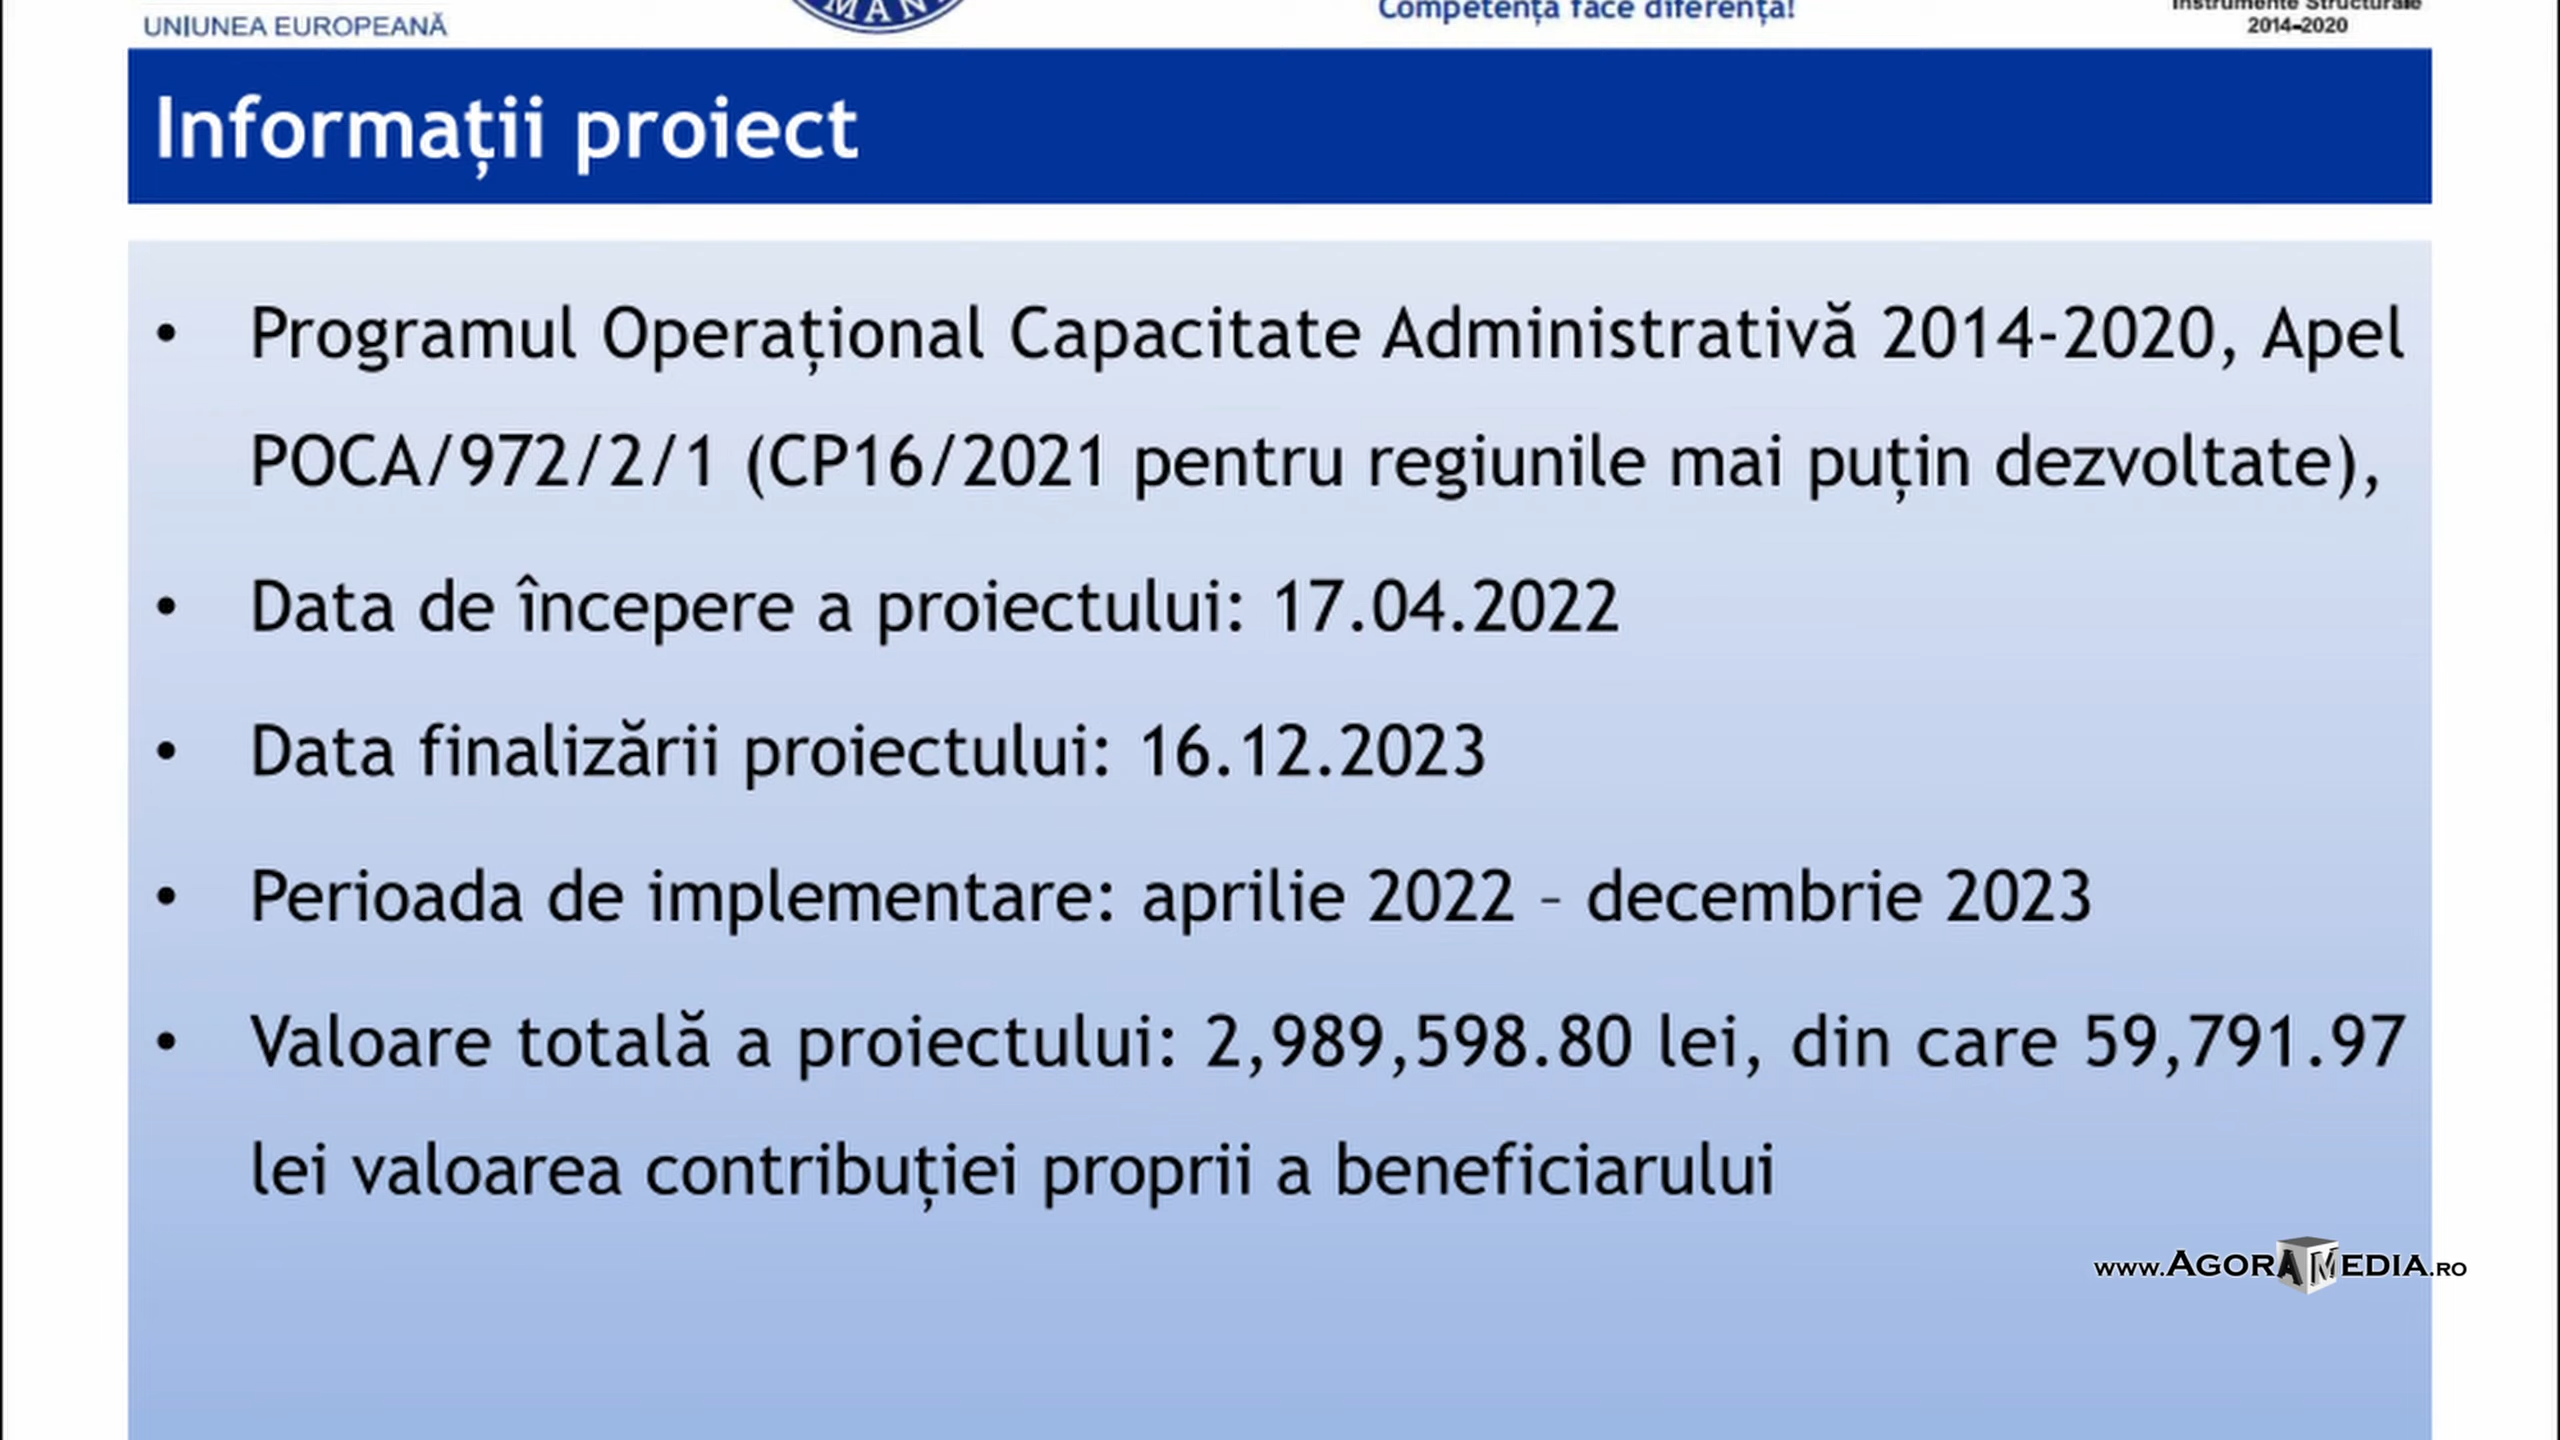 UNIUNEA EUROPEANĂ
Competența face diferența!
Instrumente Structurale
2014-2020
Informații proiect
• Programul Operațional Capacitate Administrativă 2014-2020, Apel
POCA/972/2/1 (CP16/2021 pentru regiunile mai puțin dezvoltate),
• Data de începere a proiectului: 17.04.2022
• Data finalizării proiectului: 16.12.2023
• Perioada de implementare: aprilie 2022 – decembrie 2023
• Valoare totală a proiectului: 2,989,598.80 lei, din care 59,791.97
lei valoarea contribuției proprii a beneficiarului
www.AGORAMEDIA.RO